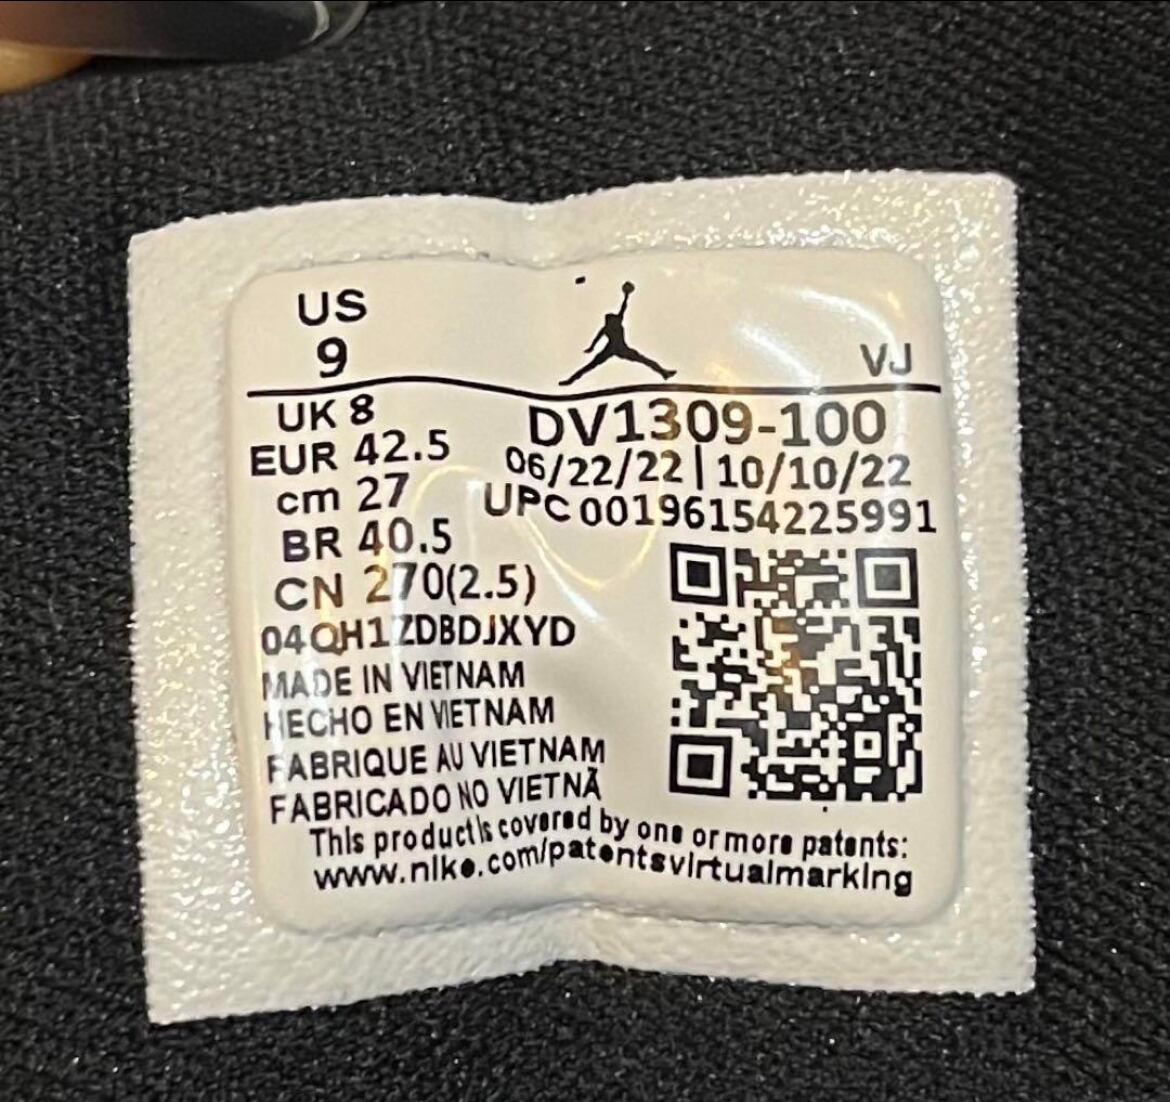 US
9
VJ
UK 8
EUR 42.5
cm 27
BR 40.5
CN 270(2.5)
DV1309-100
06/22/22 | 10/10/22
UPC 00196154225991
04QH1ZDBDJXYD
MADE IN VIETNAM
HECHO EN VIETNAM
FABRIQUE AU VIETNAM
FABRICADO NO VIETNÃ
This product is covered by one or more patents:
www.nike.com/patentsvirtualmarking